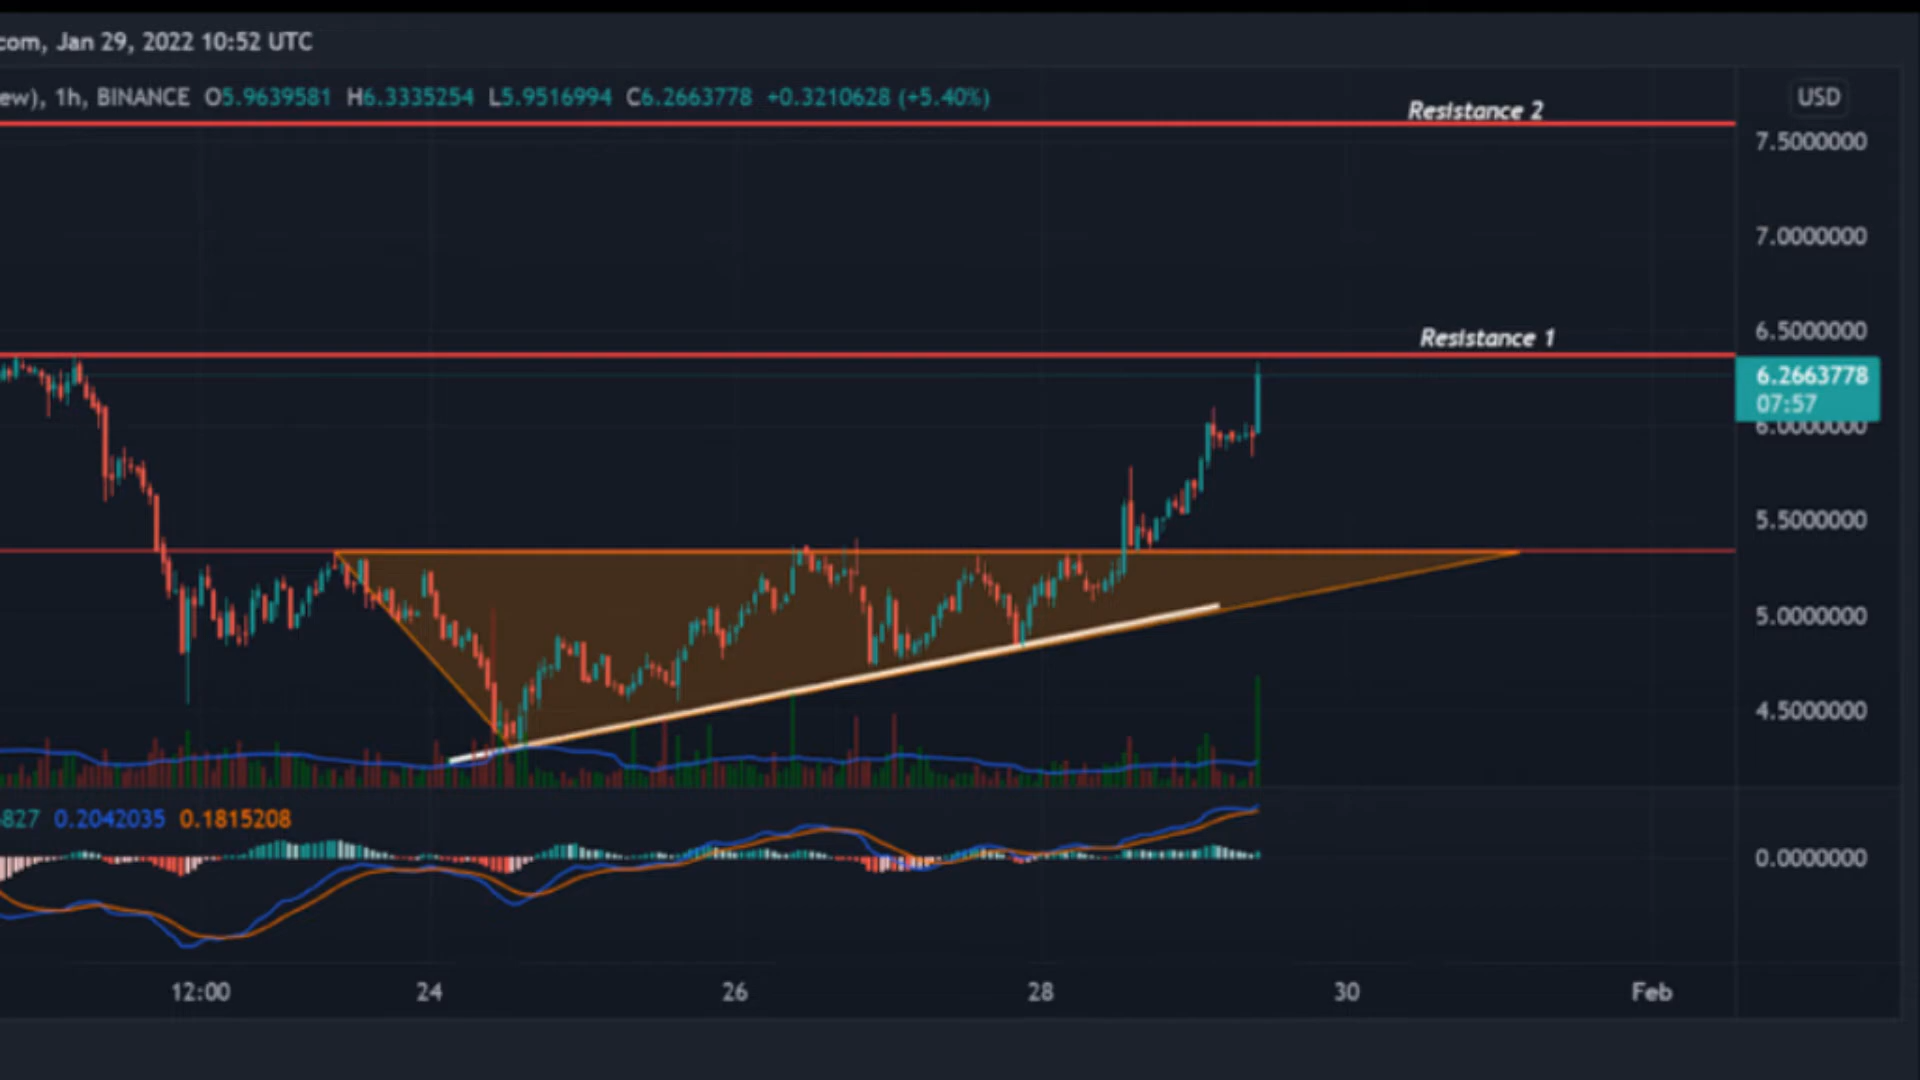 com, Jan 29, 2022 10:52 UTC
ew), 1h, BINANCE O5.9639581 H6.3335254 L5.9516994 C6.2663778 +0.3210628 (+5.40%)
USD
Resistance 2
7.5000000
7.0000000
Resistance 1
6.5000000
6.2663778
07:57
6.0000000
5.5000000
5.0000000
4.5000000
827 0.2042035 0.1815208
0.0000000
12:00 24 26 28 30 Feb